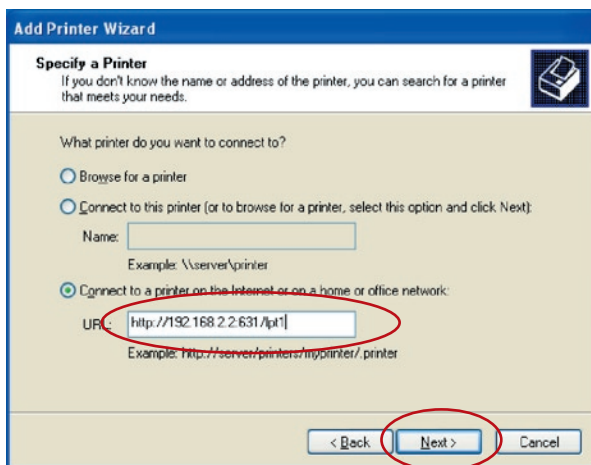 Add Printer Wizard
Specify a Printer
If you don't know the name or address of the printer, you can search for a printer
that meets your needs.
What printer do you want to connect to?
Browse for a printer
Connect to this printer (or to browse for a printer, select this option and click Next):
Name:
Example: \\server\printer
Connect to a printer on the Internet or on a home or office network:
URL: http://192.168.2.2:631/lpt1
Example: http://server/printers/myprinter/.printer
< Back Next > Cancel